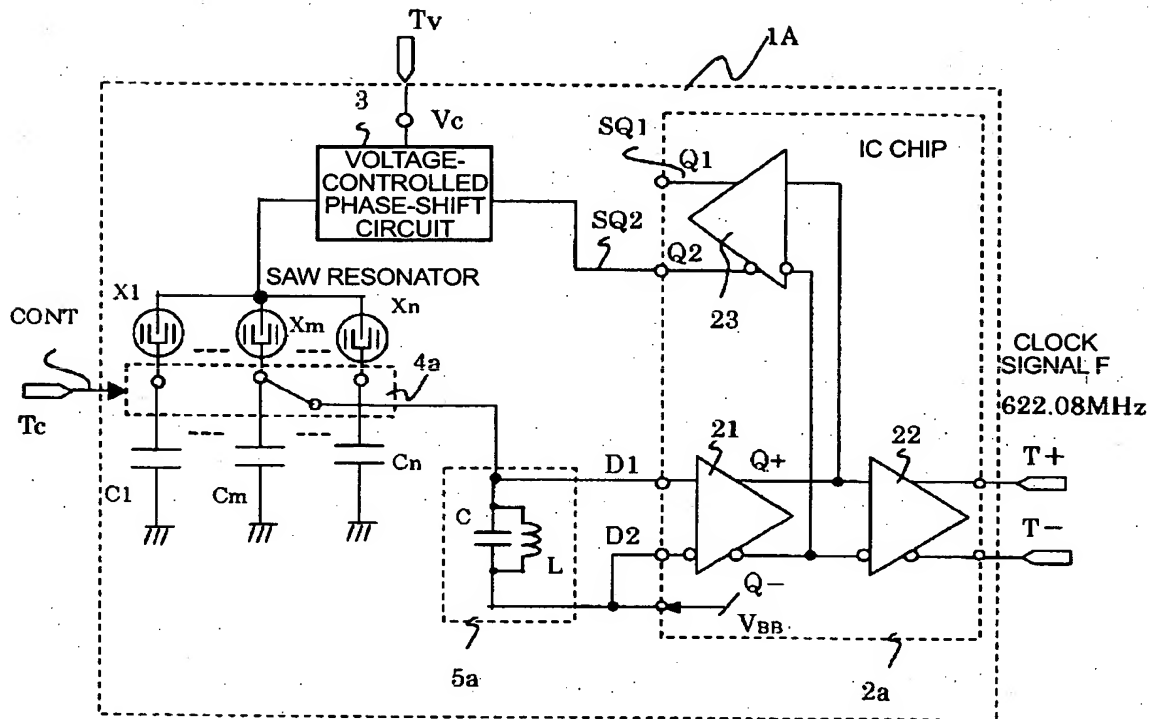 Tv
1A
3
Vc
SQ1
Q1
IC CHIP
VOLTAGE-
CONTROLLED
PHASE-SHIFT
CIRCUIT
SQ2
Q2
SAW RESONATOR
X1
Xm
Xn
23
CONT
4a
CLOCK
SIGNAL F
622.08MHz
Tc
21
22
D1
Q+
T+
C1
Cm
Cn
C
L
D2
T-
Q-
VBB
5a
2a